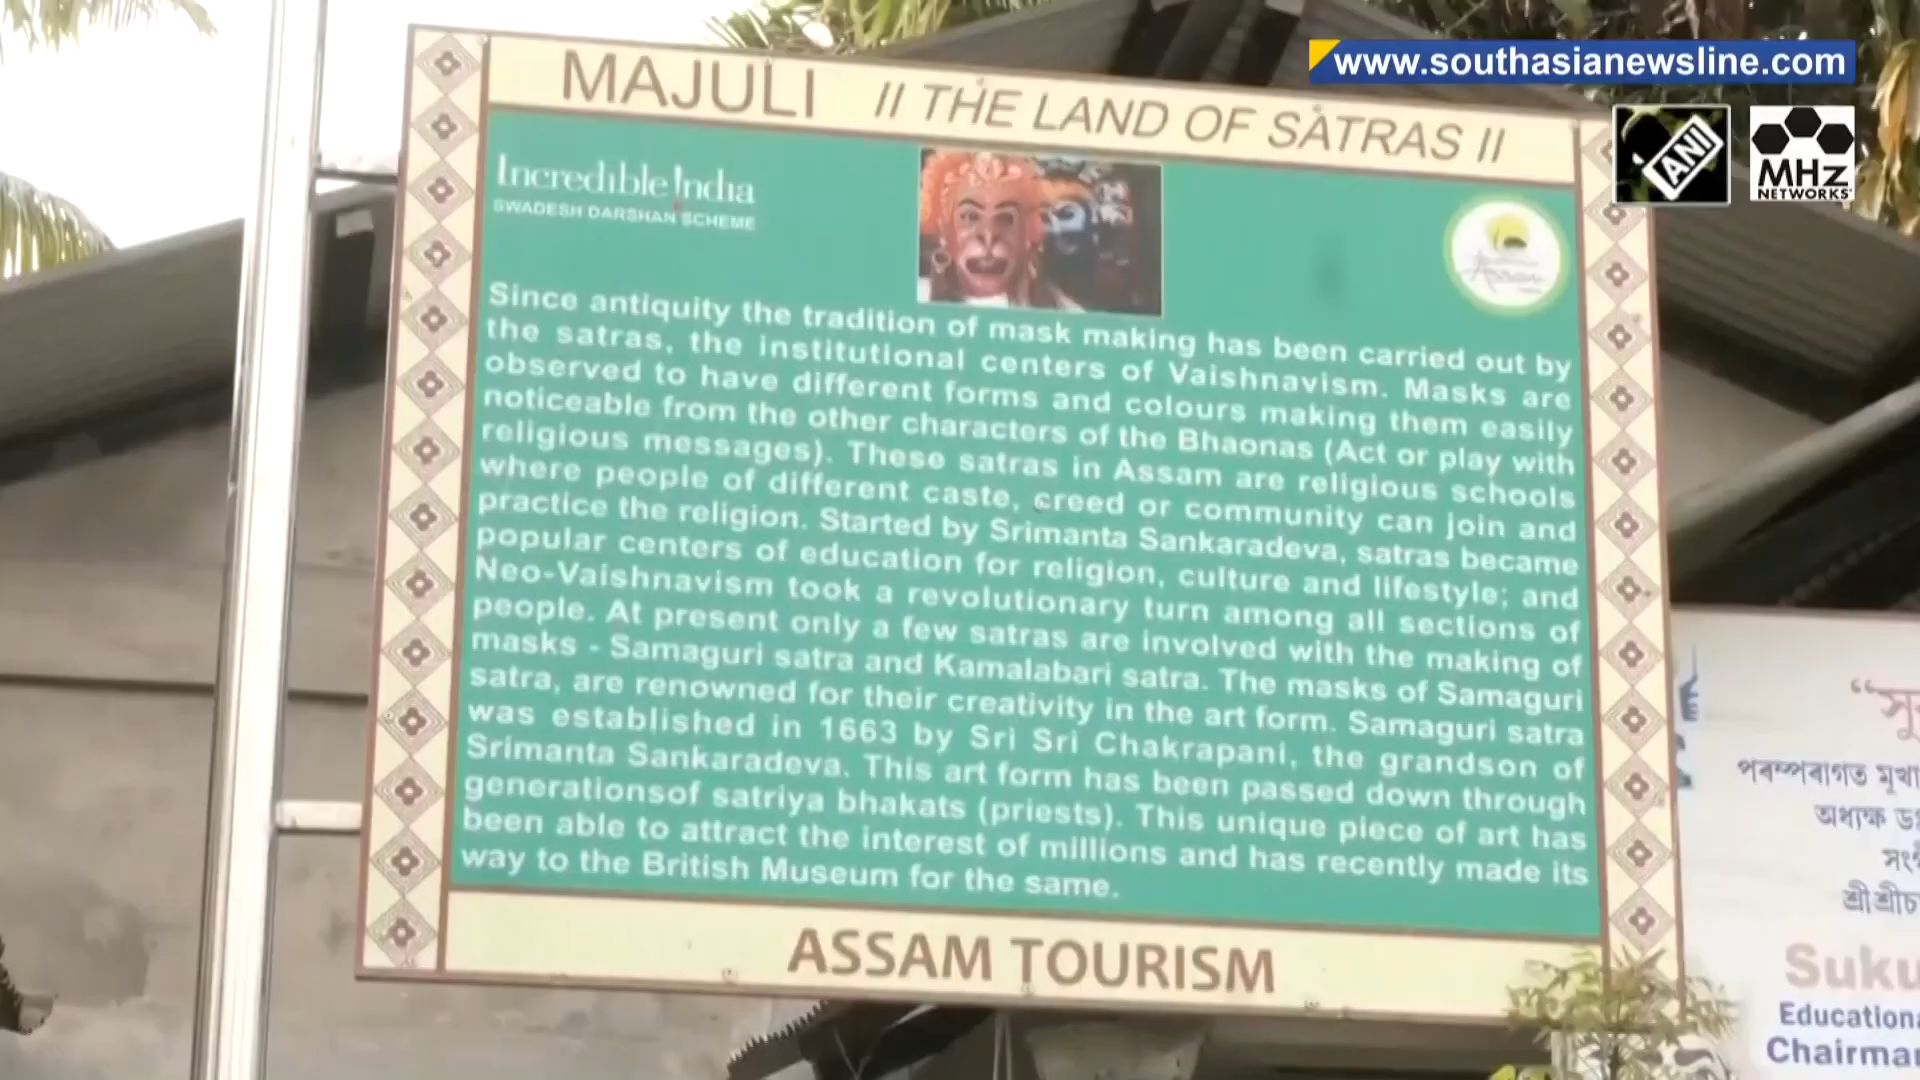 www.southasianewsline.com
ANI
MHZ
NETWORKS
MAJULI II THE LAND OF SATRAS II
Incredible India
SWADESH DARSHAN SCHEME
Assam
Since antiquity the tradition of mask making has been carried out by
the satras, the institutional centers of Vaishnavism. Masks are
observed to have different forms and colours making them easily
noticeable from the other characters of the Bhaonas (Act or play with
religious messages). These satras in Assam are religious schools
where people of different caste, creed or community can join and
practice the religion. Started by Srimanta Sankaradeva, satras became
popular centers of education for religion, culture and lifestyle; and
Neo-Vaishnavism took a revolutionary turn among all sections of
people. At present only a few satras are involved with the making of
masks - Samaguri satra and Kamalabari satra. The masks of Samaguri
satra, are renowned for their creativity in the art form. Samaguri satra
was established in 1663 by Sri Sri Chakrapani, the grandson of
Srimanta Sankaradeva. This art form has been passed down through
generationsof satriya bhakats (priests). This unique piece of art has
been able to attract the interest of millions and has recently made its
way to the British Museum for the same.
ASSAM TOURISM
পৰম্পৰাগত মুখা
অধ্যক্ষ
শ্ৰীশ্ৰীচ
Suku
Educationa
Chairma